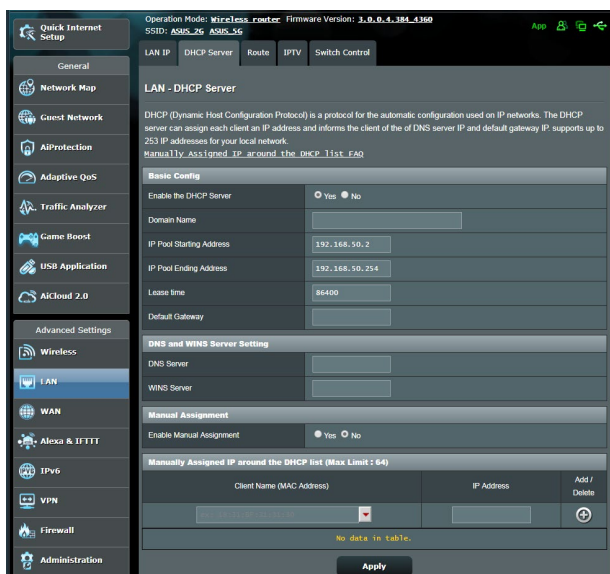 Quick Internet Setup
Operation Mode: Wireless router Firmware Version: 3.0.0.4.384_4360
SSID: ASUS_2G ASUS_5G
App
LAN IP
DHCP Server
Route
IPTV
Switch Control
General
Network Map
Guest Network
AiProtection
Adaptive QoS
Traffic Analyzer
Game Boost
USB Application
AiCloud 2.0
Advanced Settings
Wireless
LAN
WAN
Alexa & IFTTT
IPv6
VPN
Firewall
Administration
LAN - DHCP Server
DHCP (Dynamic Host Configuration Protocol) is a protocol for the automatic configuration used on IP networks. The DHCP
server can assign each client an IP address and informs the client of the of DNS server IP and default gateway IP. supports up to
253 IP addresses for your local network.
Manually Assigned IP around the DHCP list FAQ
Basic Config
Enable the DHCP Server
Yes No
Domain Name
IP Pool Starting Address
192.168.50.2
IP Pool Ending Address
192.168.50.254
Lease time
86400
Default Gateway
DNS and WINS Server Setting
DNS Server
WINS Server
Manual Assignment
Enable Manual Assignment
Yes No
Manually Assigned IP around the DHCP list (Max Limit : 64)
Client Name (MAC Address)
IP Address
Add / Delete
No data in table.
Apply